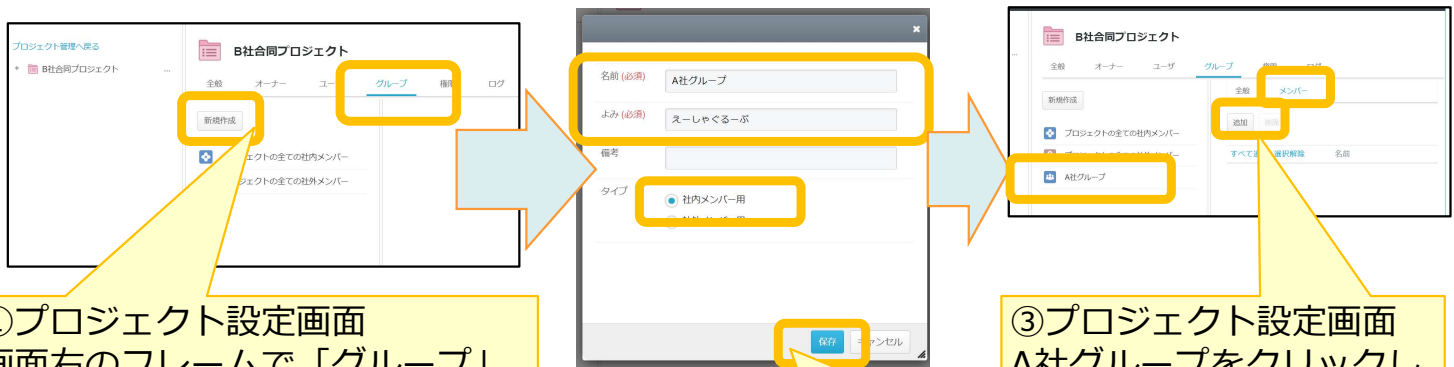 プロジェクト管理へ戻る
B社合同プロジェクト ...
B社合同プロジェクト
全般 オーナー ユー グループ 権限 ログ
新規作成
ジェクトの全ての社内メンバー
ジェクトの全ての社外メンバー
①プロジェクト設定画面
画面右のフレームで「グループ」
×
名前 (必須) A社グループ
よみ (必須) えーしゃぐるーぷ
備考
タイプ
社内メンバー用
保存 キャンセル
...
B社合同プロジェクト
全般 オーナー ユーザ グループ 権限 ログ
新規作成
プロジェクトの全ての社内メンバー
A社グループ
全般 メンバー
追加 削除
すべて選 選択解除 名前
③プロジェクト設定画面
A社グループをクリックし